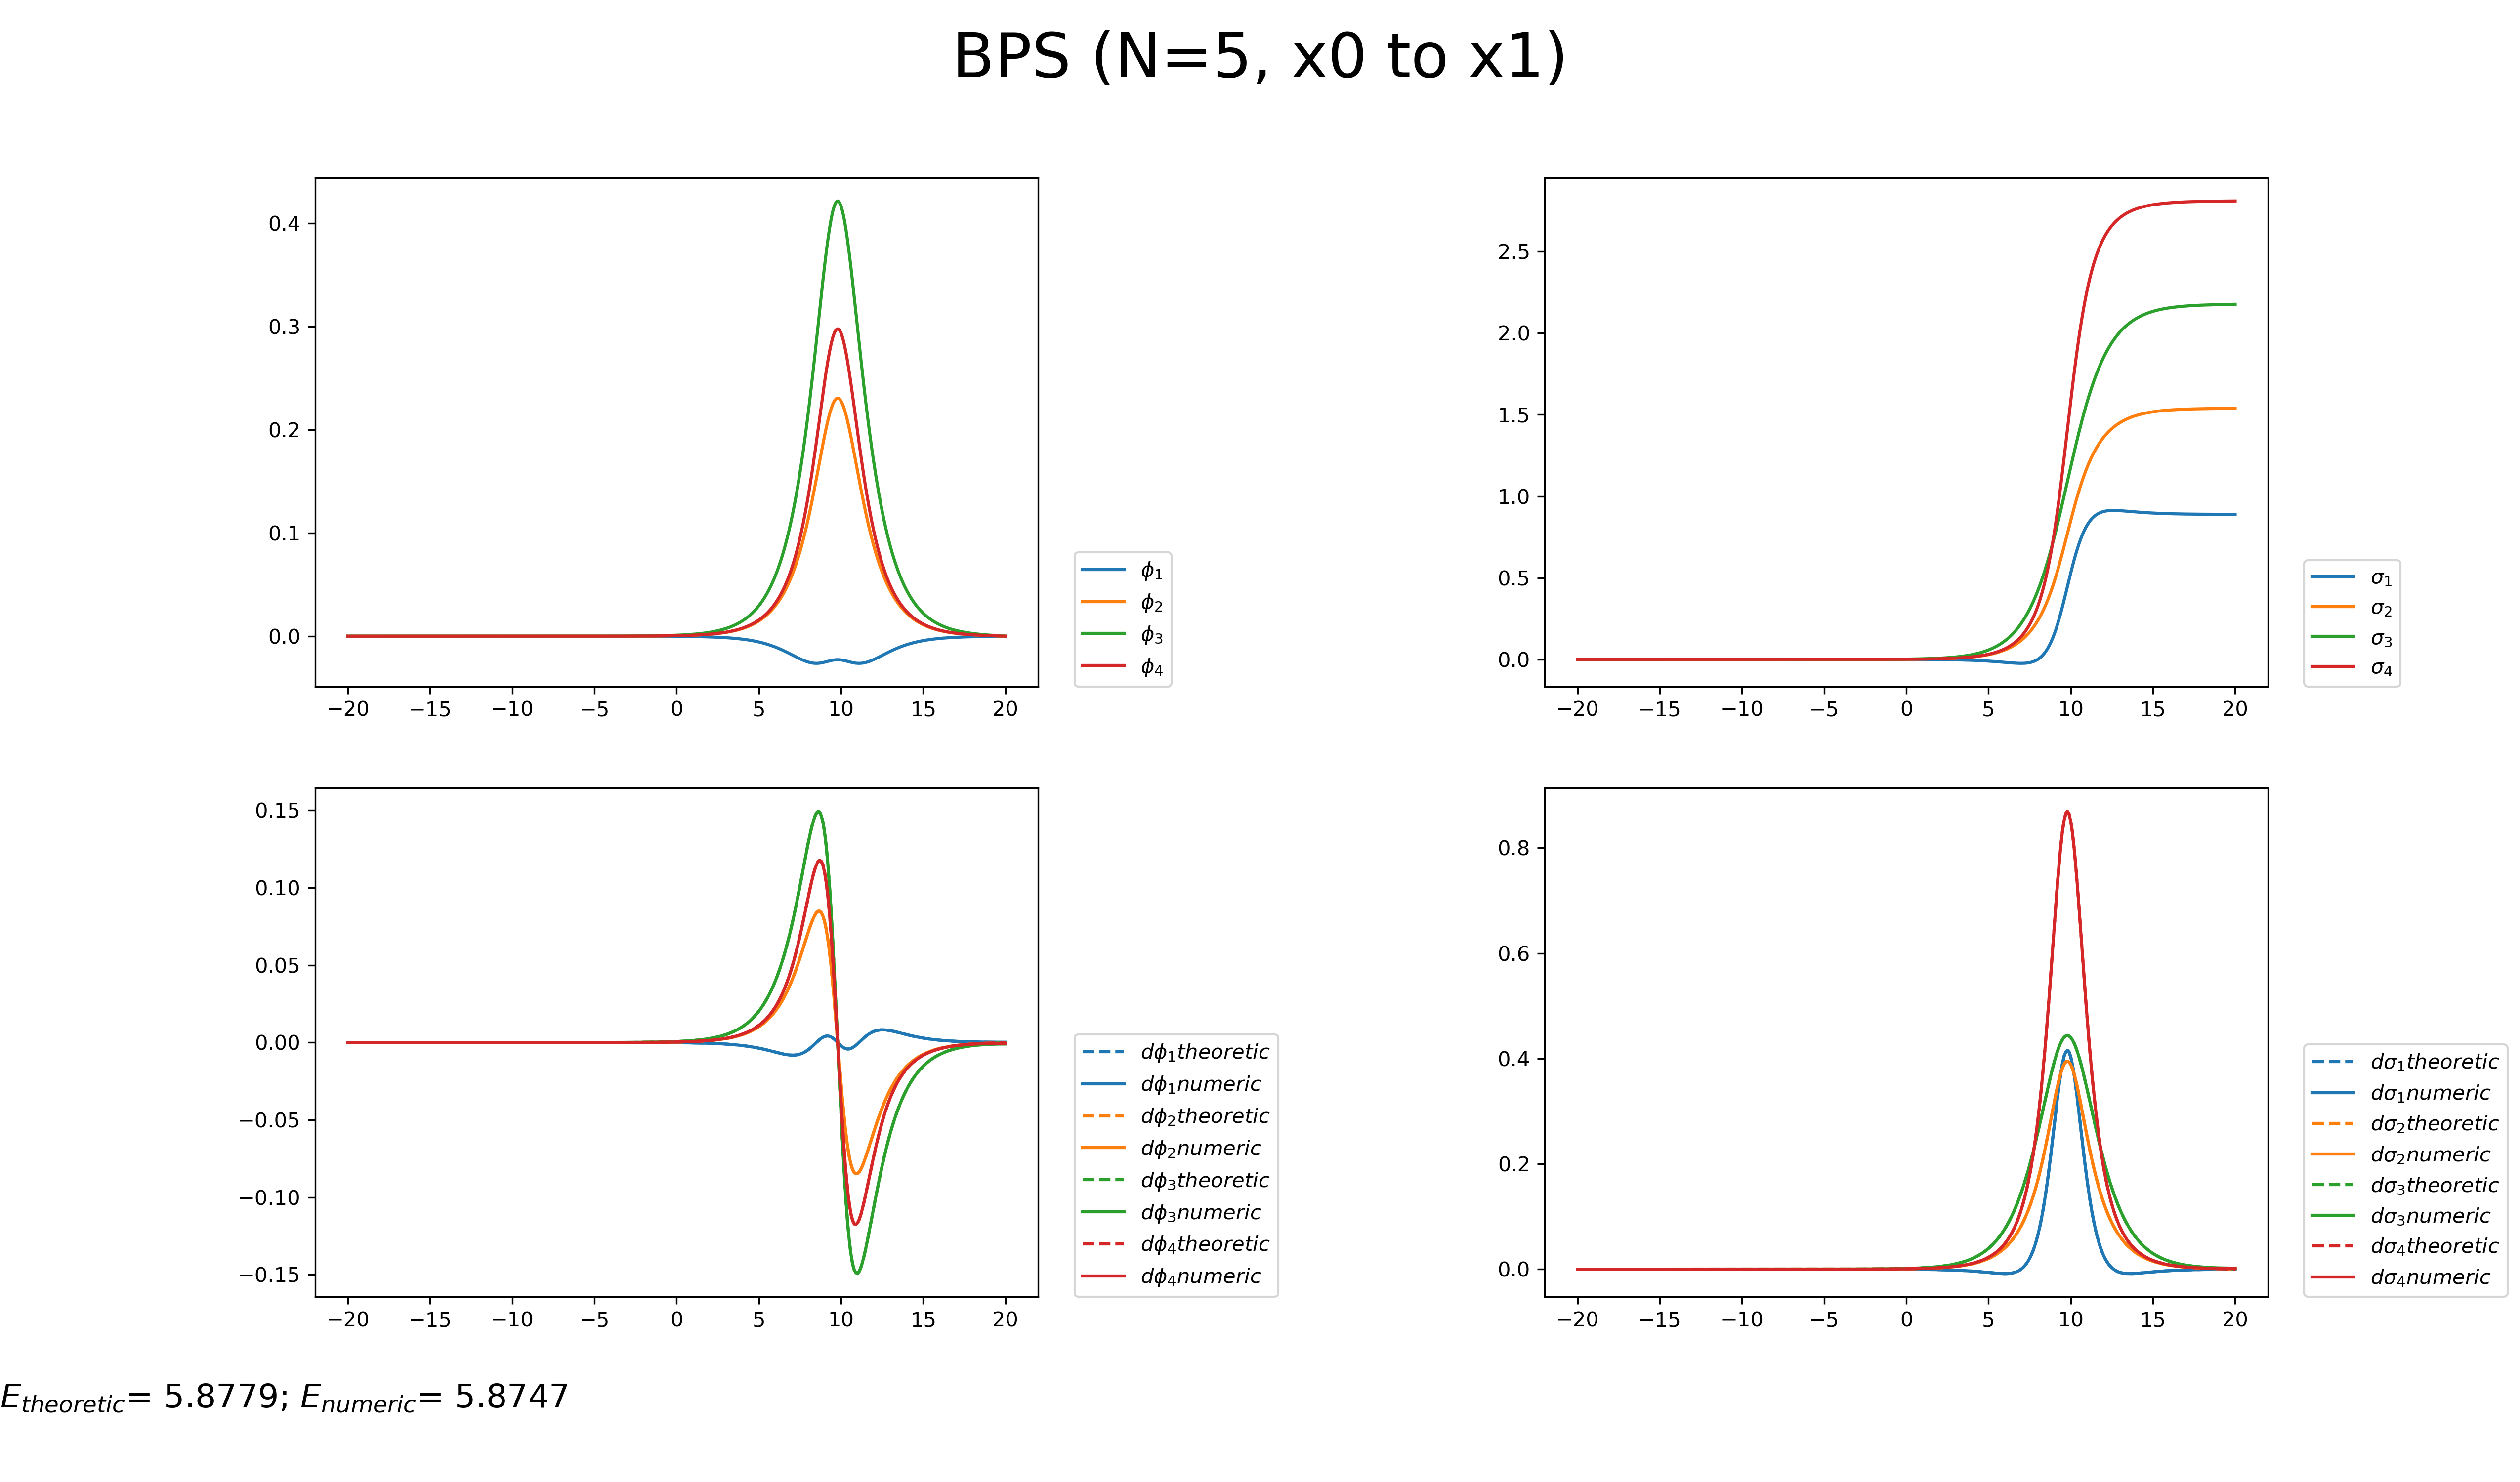 BPS (N=5, x0 to x1)
0.4
0.3
0.2
0.1
0.0
−20 −15 −10 −5 0 5 10 15 20
ϕ₁
ϕ₂
ϕ₃
ϕ₄
2.5
2.0
1.5
1.0
0.5
0.0
−20 −15 −10 −5 0 5 10 15 20
σ₁
σ₂
σ₃
σ₄
0.15
0.10
0.05
0.00
−0.05
−0.10
−0.15
−20 −15 −10 −5 0 5 10 15 20
dϕ₁theoretic
dϕ₁numeric
dϕ₂theoretic
dϕ₂numeric
dϕ₃theoretic
dϕ₃numeric
dϕ₄theoretic
dϕ₄numeric
0.8
0.6
0.4
0.2
0.0
−20 −15 −10 −5 0 5 10 15 20
dσ₁theoretic
dσ₁numeric
dσ₂theoretic
dσ₂numeric
dσ₃theoretic
dσ₃numeric
dσ₄theoretic
dσ₄numeric
E_theoretic= 5.8779; E_numeric= 5.8747